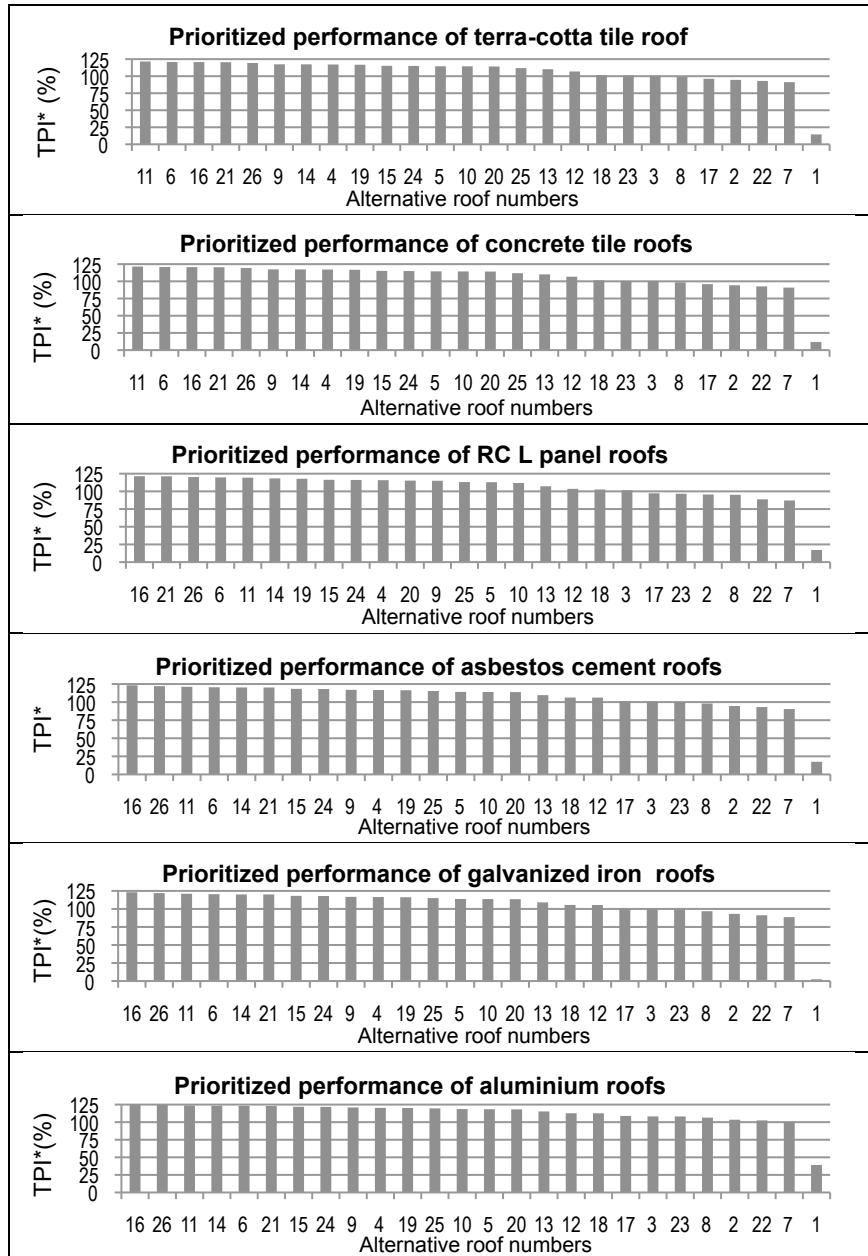 Prioritized performance of terra-cotta tile roof
TPI* (%)
125
100
75
50
25
0
11 6 16 21 26 9 14 4 19 15 24 5 10 20 25 13 12 18 23 3 8 17 2 22 7 1
Alternative roof numbers
Prioritized performance of concrete tile roofs
TPI* (%)
125
100
75
50
25
0
11 6 16 21 26 9 14 4 19 15 24 5 10 20 25 13 12 18 23 3 8 17 2 22 7 1
Alternative roof numbers
Prioritized performance of RC L panel roofs
TPI* (%)
125
100
75
50
25
0
16 21 26 6 11 14 19 15 24 4 20 9 25 5 10 13 12 18 3 17 23 2 8 22 7 1
Alternative roof numbers
Prioritized performance of asbestos cement roofs
TPI*
125
100
75
50
25
0
16 26 11 6 14 21 15 24 9 4 19 25 5 10 20 13 18 12 17 3 23 8 2 22 7 1
Alternative roof numbers
Prioritized performance of galvanized iron roofs
TPI*(%)
125
100
75
50
25
0
16 26 11 6 14 21 15 24 9 4 19 25 5 10 20 13 18 12 17 3 23 8 2 22 7 1
Alternative roof numbers
Prioritized performance of aluminium roofs
TPI*(%)
125
100
75
50
25
0
16 26 11 14 6 21 15 24 9 4 19 25 10 5 20 13 12 18 17 3 23 8 2 22 7 1
Alternative roof numbers